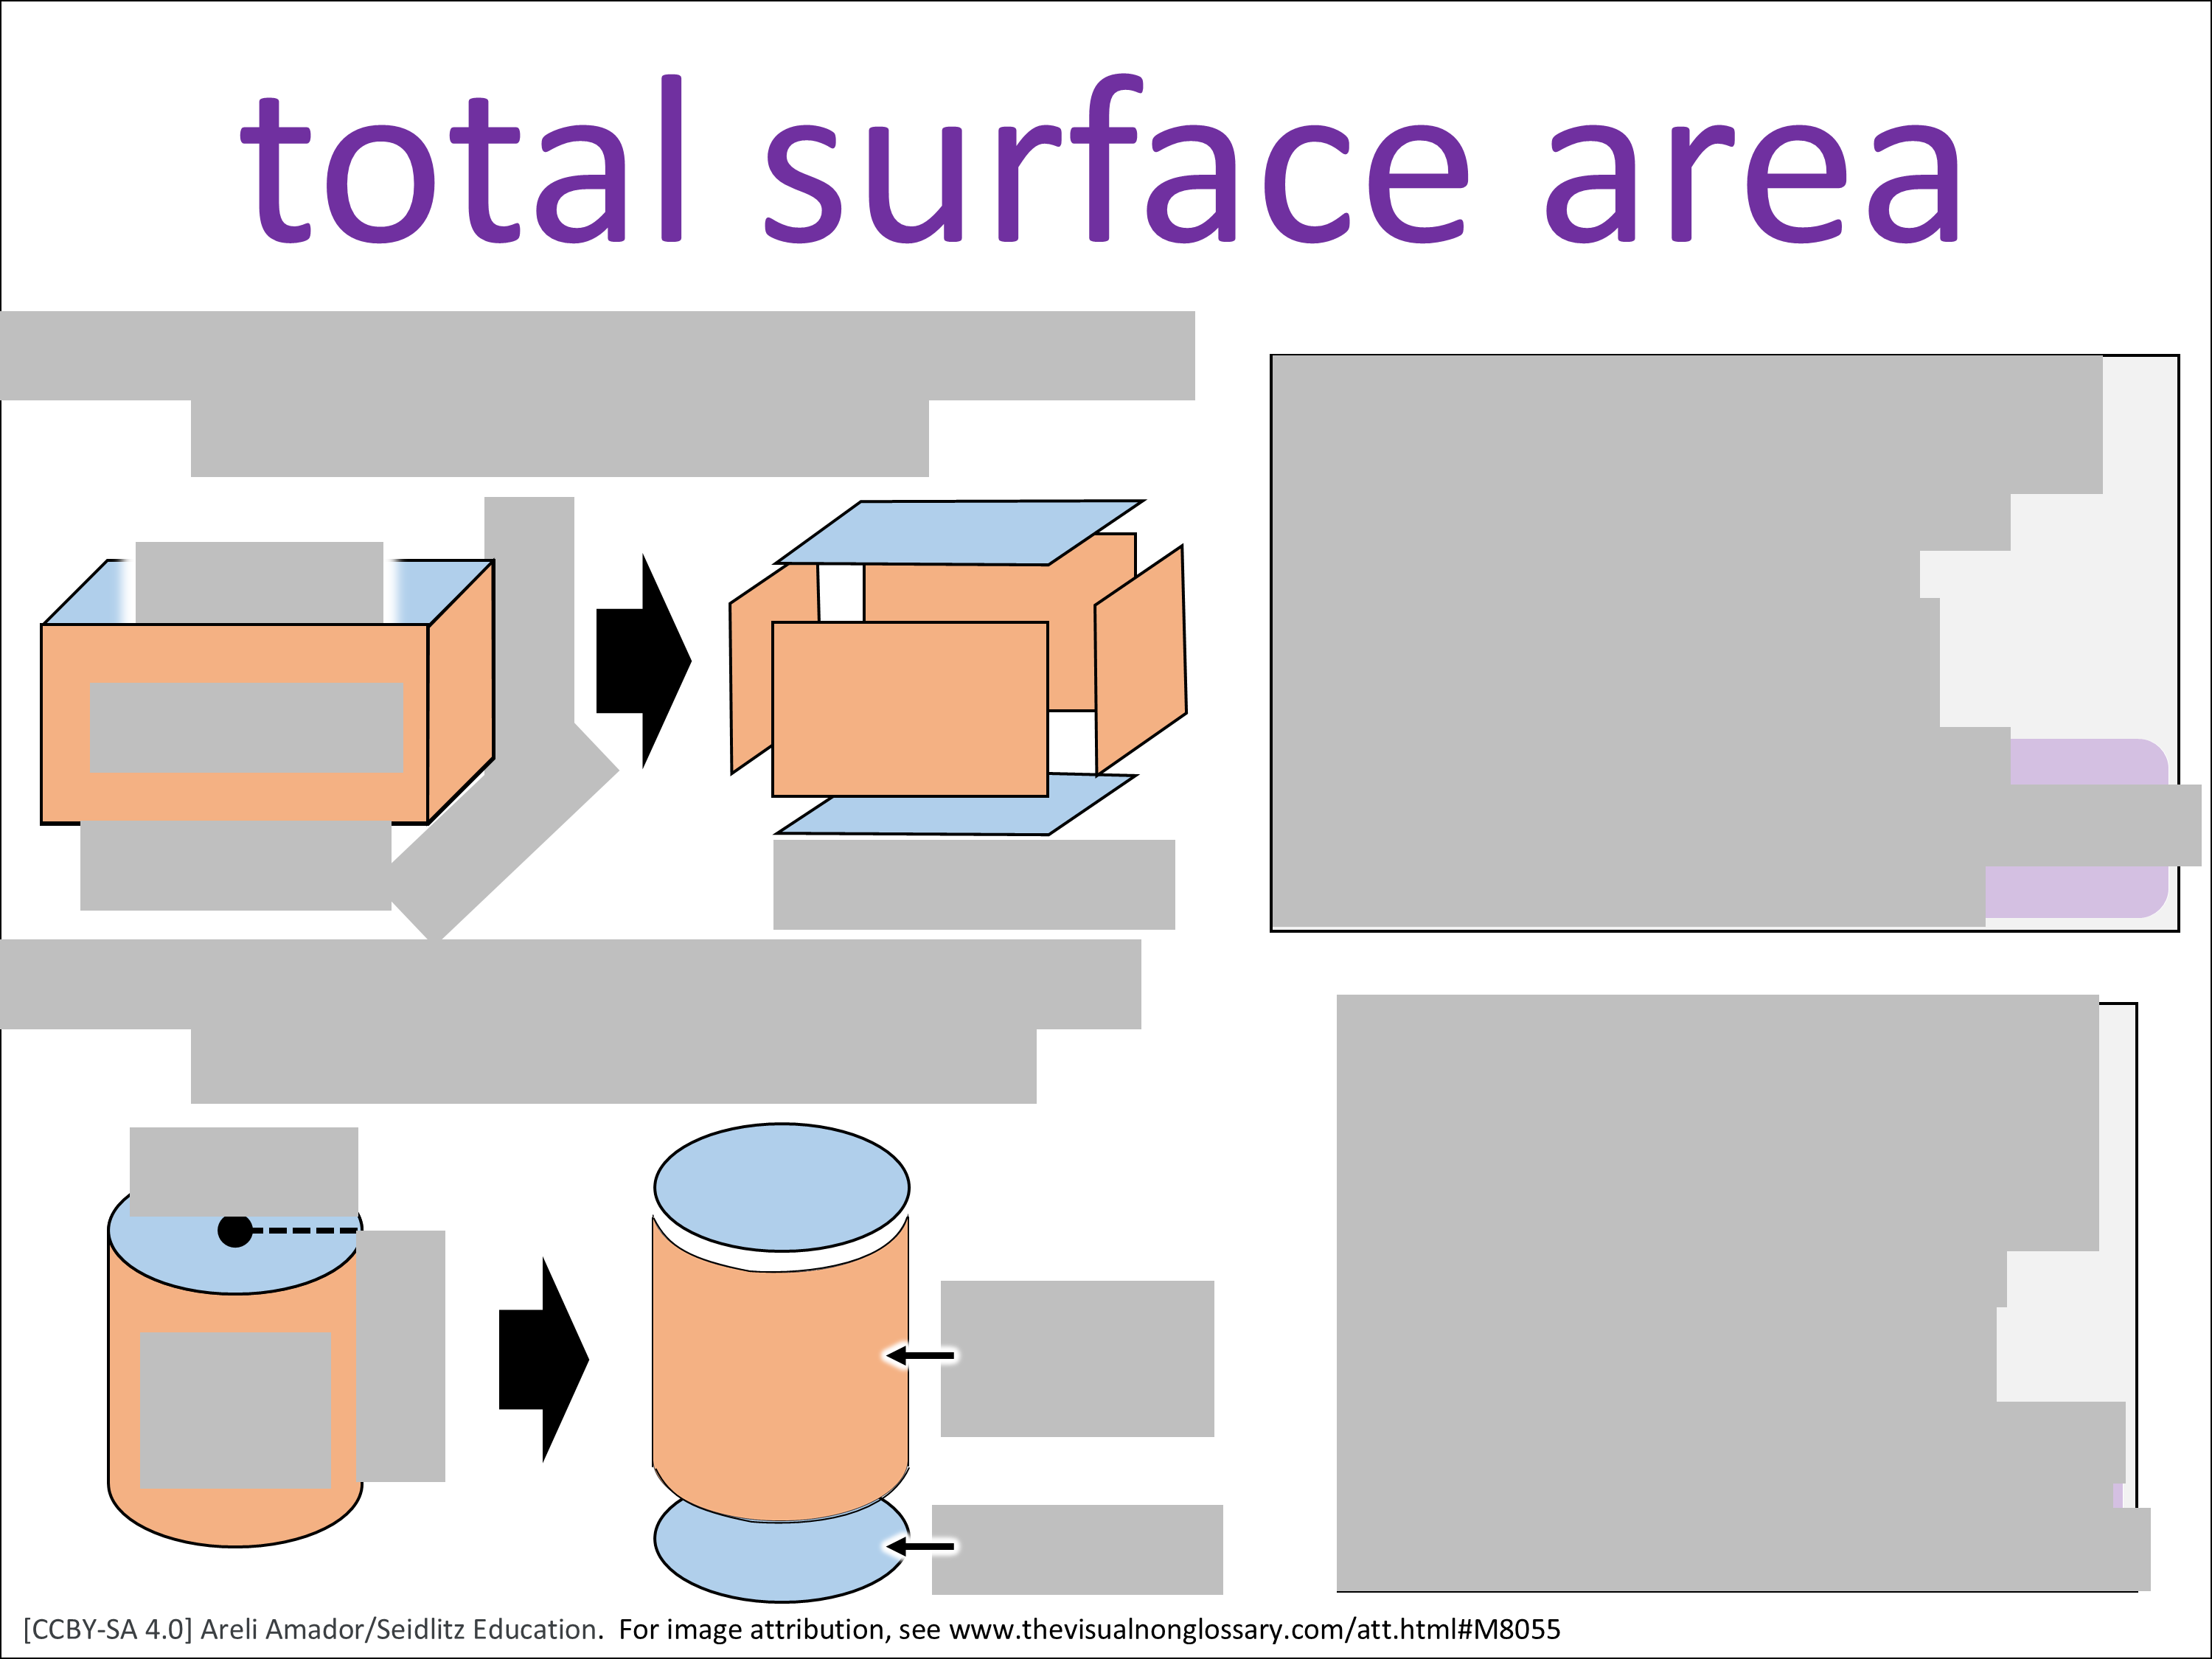 total surface area
[CCBY-SA 4.0] Areli Amador/Seidlitz Education. For image attribution, see www.thevisualnonglossary.com/att.html#M8055